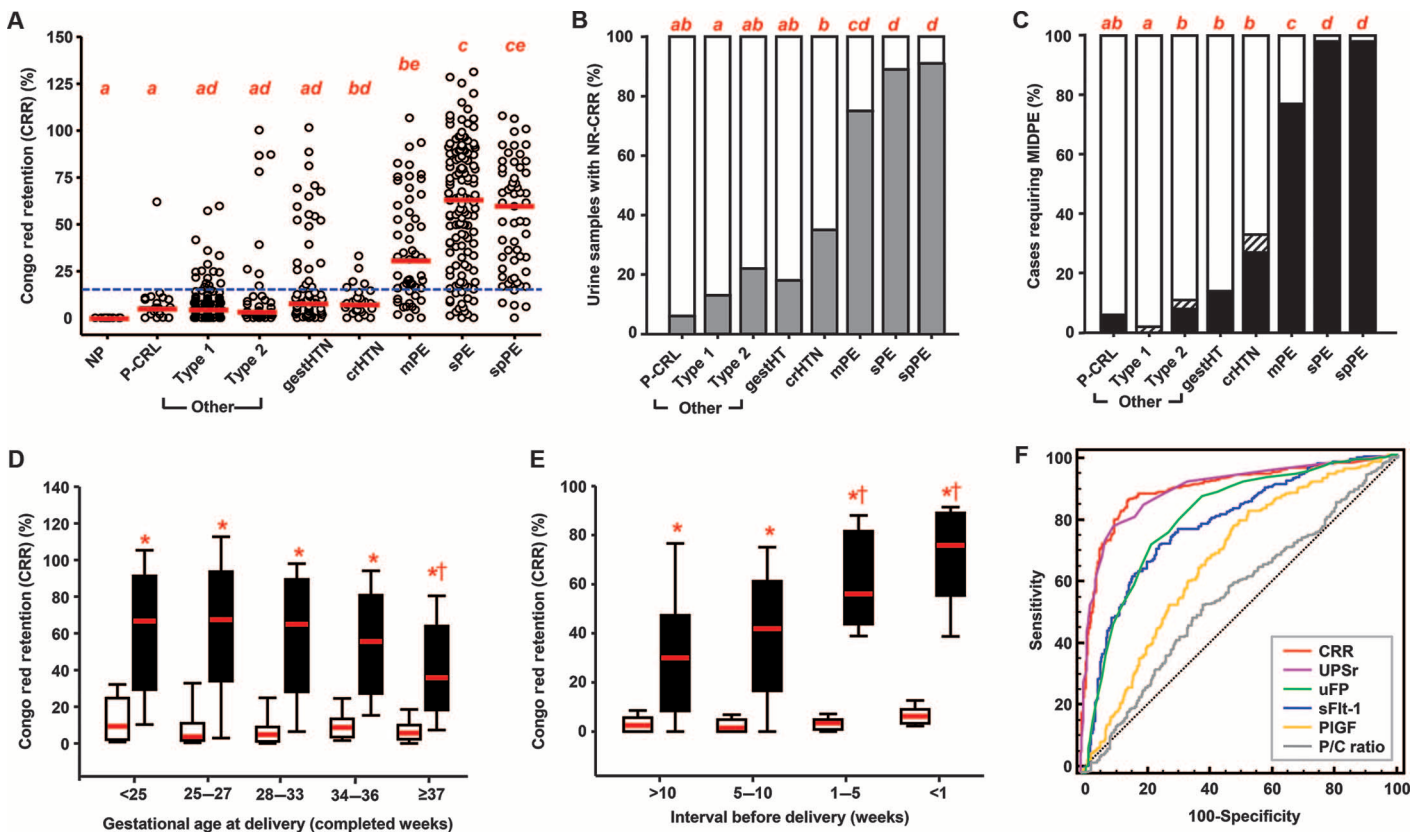 A
Congo red retention (CRR) (%)
150
125
100
75
50
25
0
a
a
ad
ad
ad
bd
be
c
ce
NP
P-CRL
Type 1
Type 2
gestHTN
crHTN
mPE
sPE
spPE
Other
B
Urine samples with NR-CRR (%)
100
80
60
40
20
0
ab
a
ab
ab
b
cd
d
d
P-CRL
Type 1
Type 2
gestHT
crHTN
mPE
sPE
spPE
Other
C
Cases requiring MIDPE (%)
100
80
60
40
20
0
ab
a
b
b
b
c
d
d
P-CRL
Type 1
Type 2
gestHT
crHTN
mPE
sPE
spPE
Other
D
Congo red retention (CRR) (%)
140
120
100
80
60
40
20
0
*
*
*
*
*†
<25
25–27
28–33
34–36
≥37
Gestational age at delivery (completed weeks)
E
Congo red retention (CRR) (%)
100
80
60
40
20
0
*
*
*†
*†
>10
5–10
1–5
<1
Interval before delivery (weeks)
F
Sensitivity
100
80
60
40
20
0
CRR
UPSr
uFP
sFlt-1
PlGF
P/C ratio
0
20
40
60
80
100
100-Specificity